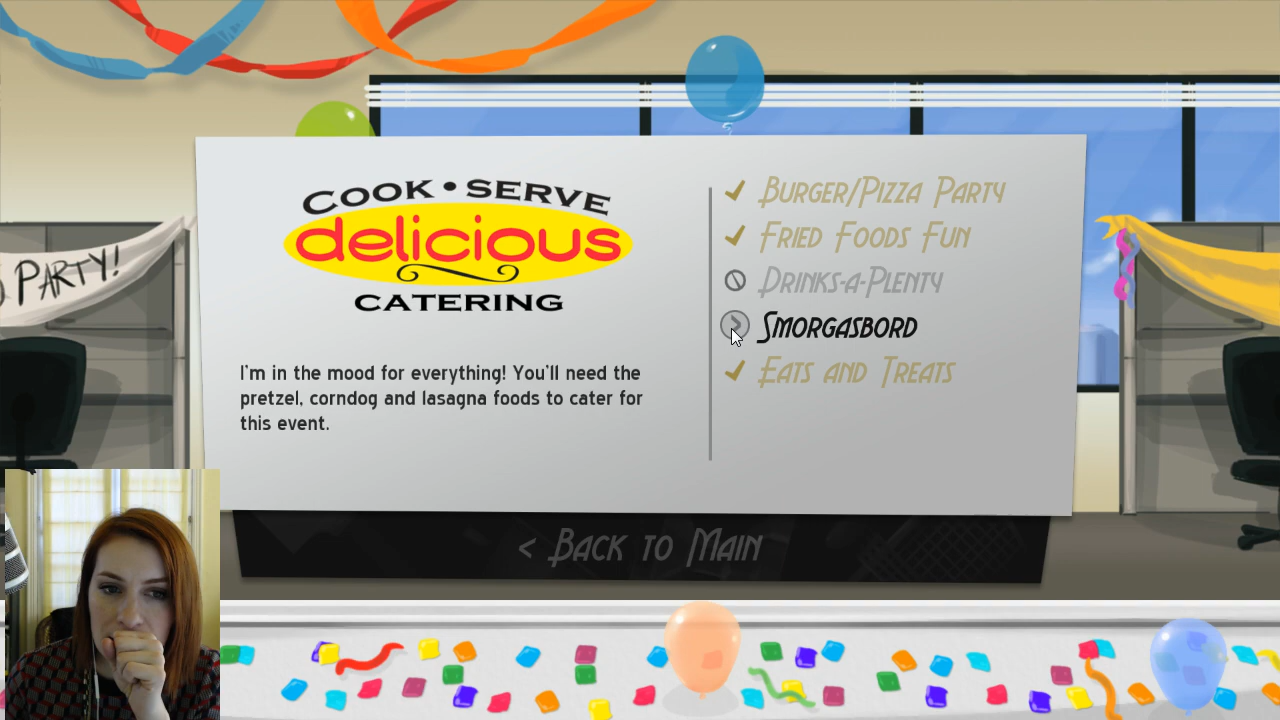 PARTY!
COOK • SERVE
delicious
CATERING
I'm in the mood for everything! You'll need the
pretzel, corndog and lasagna foods to cater for
this event.
Burger/Pizza Party
Fried Foods Fun
Drinks-a-Plenty
Smorgasbord
Eats and Treats
< Back to Main